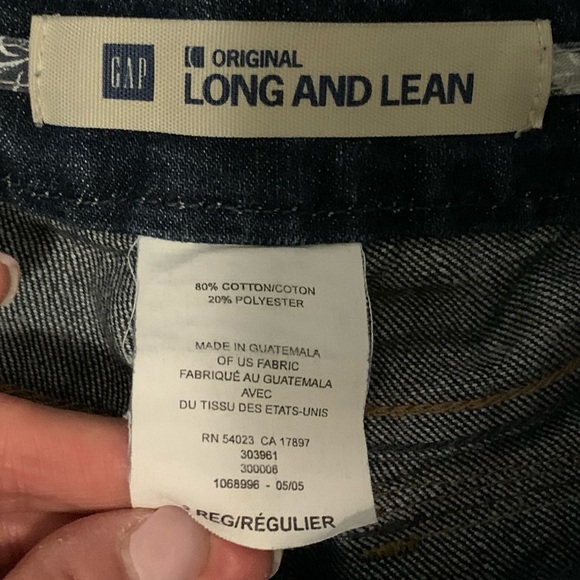 GAP
ORIGINAL
LONG AND LEAN
80% COTTON/COTON
20% POLYESTER
MADE IN GUATEMALA
OF US FABRIC
FABRIQUÉ AU GUATEMALA
AVEC
DU TISSU DES ETATS-UNIS
RN 54023 CA 17897
303961
300006
1068996 - 05/05
REG/RÉGULIER